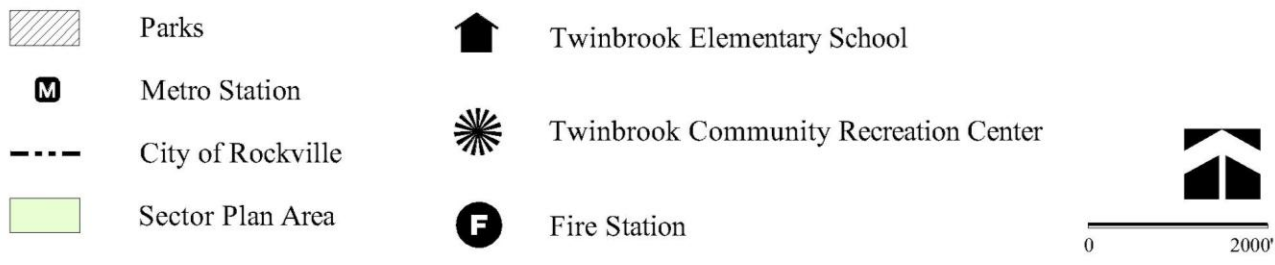 Parks
M
Metro Station
City of Rockville
Sector Plan Area
Twinbrook Elementary School
Twinbrook Community Recreation Center
F
Fire Station
0 2000'